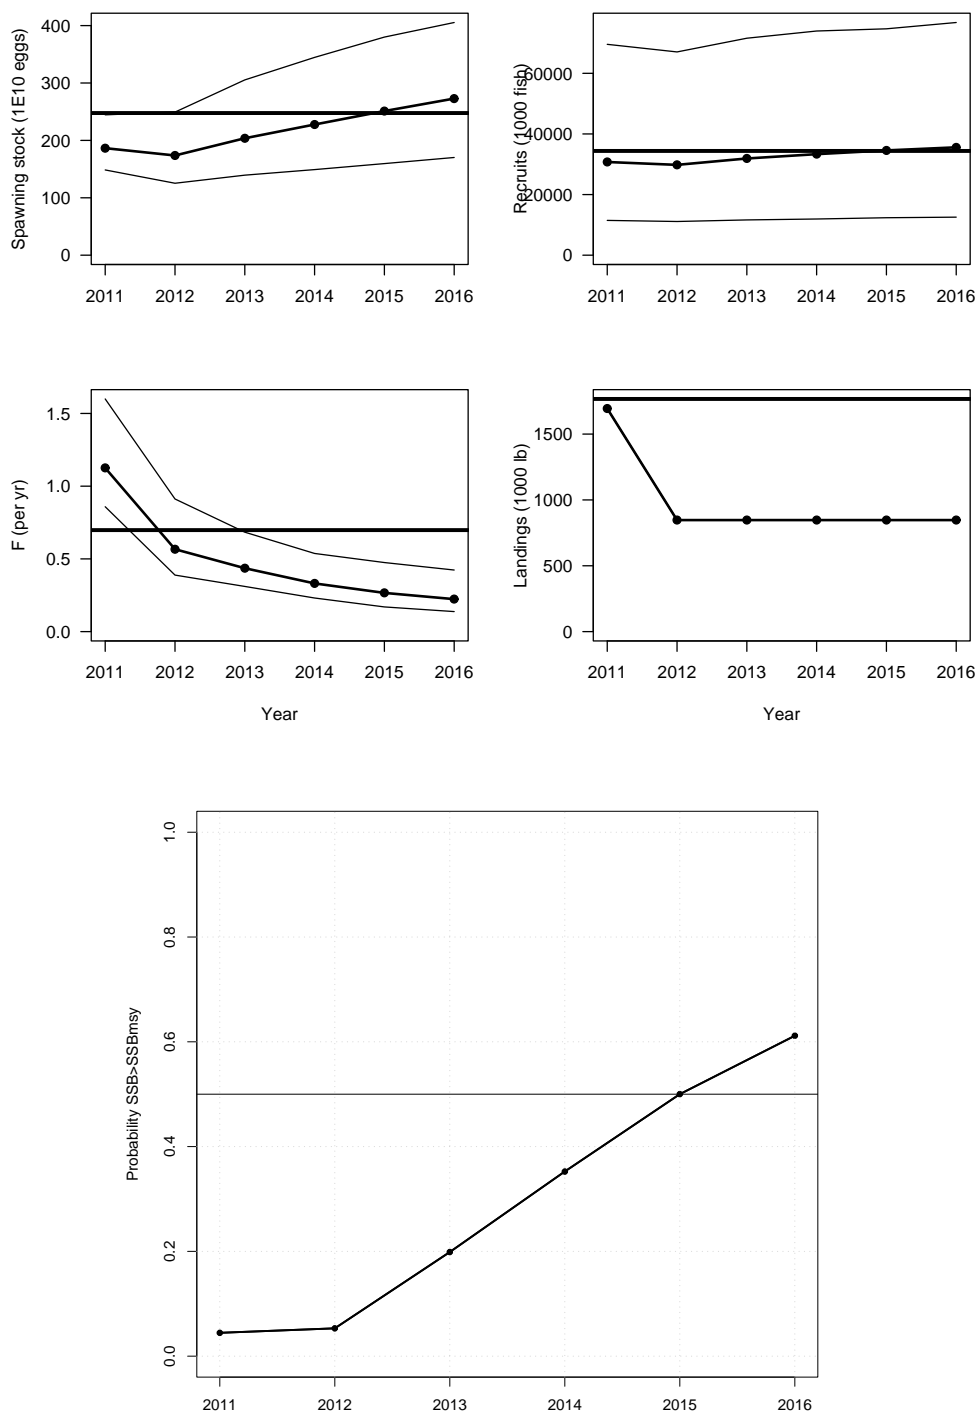 Spawning stock (1E10 eggs)
400
300
200
100
0
2011 2012 2013 2014 2015 2016
Recruits (1000 fish)
60000
40000
20000
0
2011 2012 2013 2014 2015 2016
F (per yr)
1.5
1.0
0.5
0.0
2011 2012 2013 2014 2015 2016
Year
Landings (1000 lb)
1500
1000
500
0
2011 2012 2013 2014 2015 2016
Year
Probability SSB>SSBmsy
1.0
0.8
0.6
0.4
0.2
0.0
2011 2012 2013 2014 2015 2016